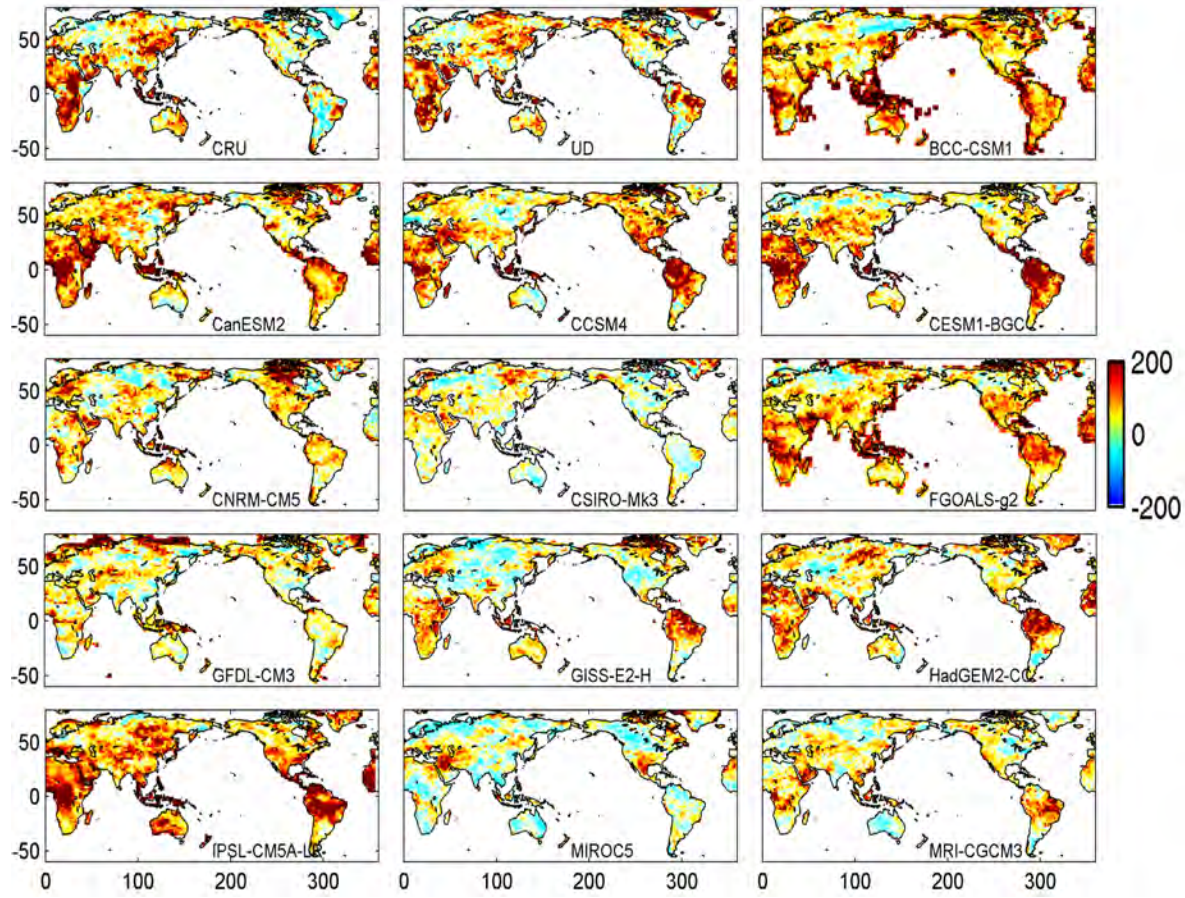 50
0
-50
CRU
UD
BCC-CSM1
50
0
-50
CanESM2
CCSM4
CESM1-BGC
50
0
-50
CNRM-CM5
CSIRO-Mk3
FGOALS-g2
200
0
-200
50
0
-50
GFDL-CM3
GISS-E2-H
HadGEM2-CC
50
0
-50
IPSL-CM5A-LR
MIROC5
MRI-CGCM3
0 100 200 300
0 100 200 300
0 100 200 300